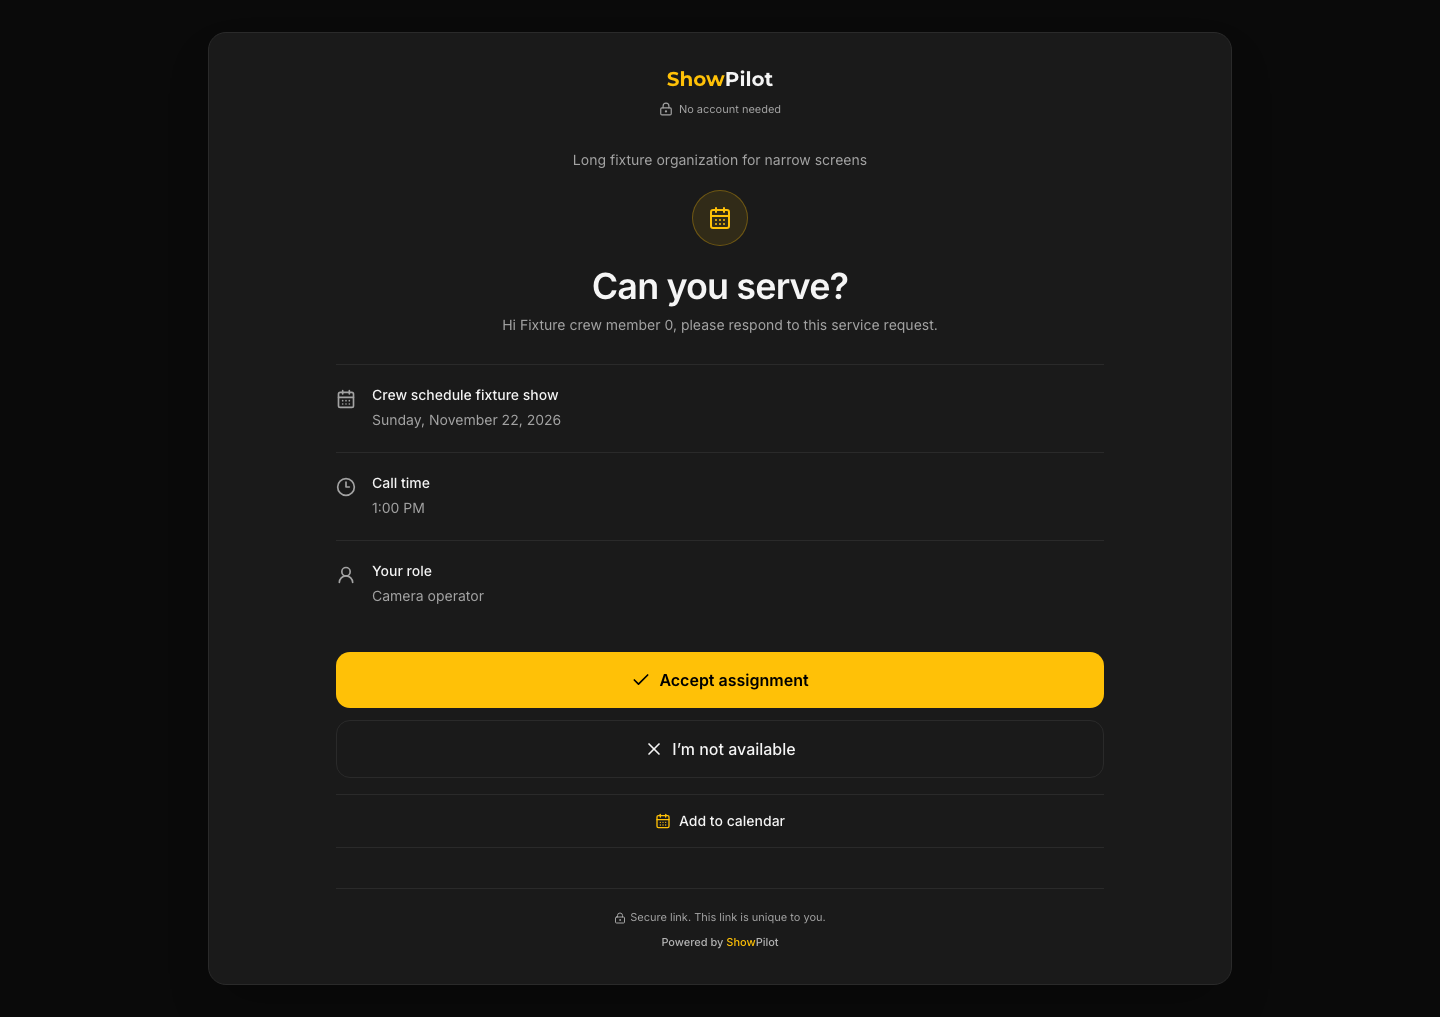 ShowPilot
No account needed
Long fixture organization for narrow screens
Can you serve?
Hi Fixture crew member 0, please respond to this service request.
Crew schedule fixture show
Sunday, November 22, 2026
Call time
1:00 PM
Your role
Camera operator
Accept assignment
I’m not available
Add to calendar
Secure link. This link is unique to you.
Powered by ShowPilot